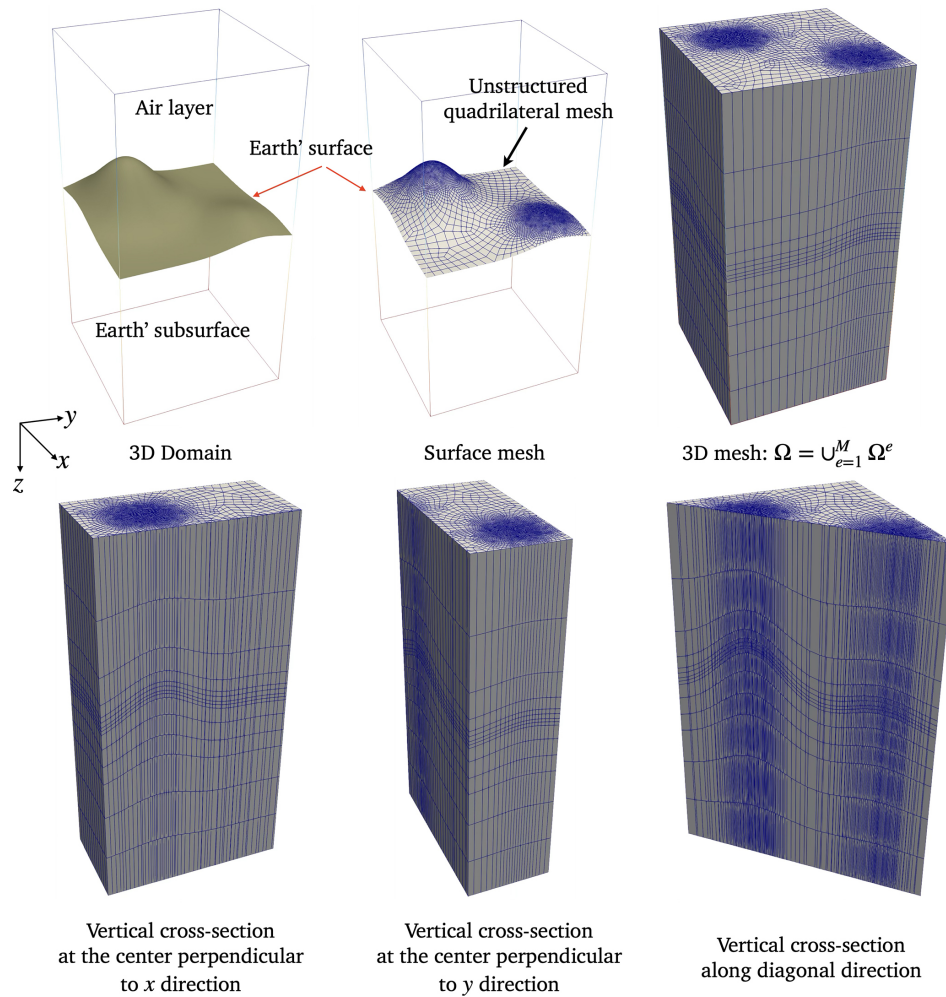 Air layer
Unstructured
quadrilateral mesh
Earth' surface
Earth' subsurface
y
x
z
3D Domain
Surface mesh
3D mesh: Ω = ∪_{e=1}^{M} Ω^e
Vertical cross-section
at the center perpendicular
to x direction
Vertical cross-section
at the center perpendicular
to y direction
Vertical cross-section
along diagonal direction